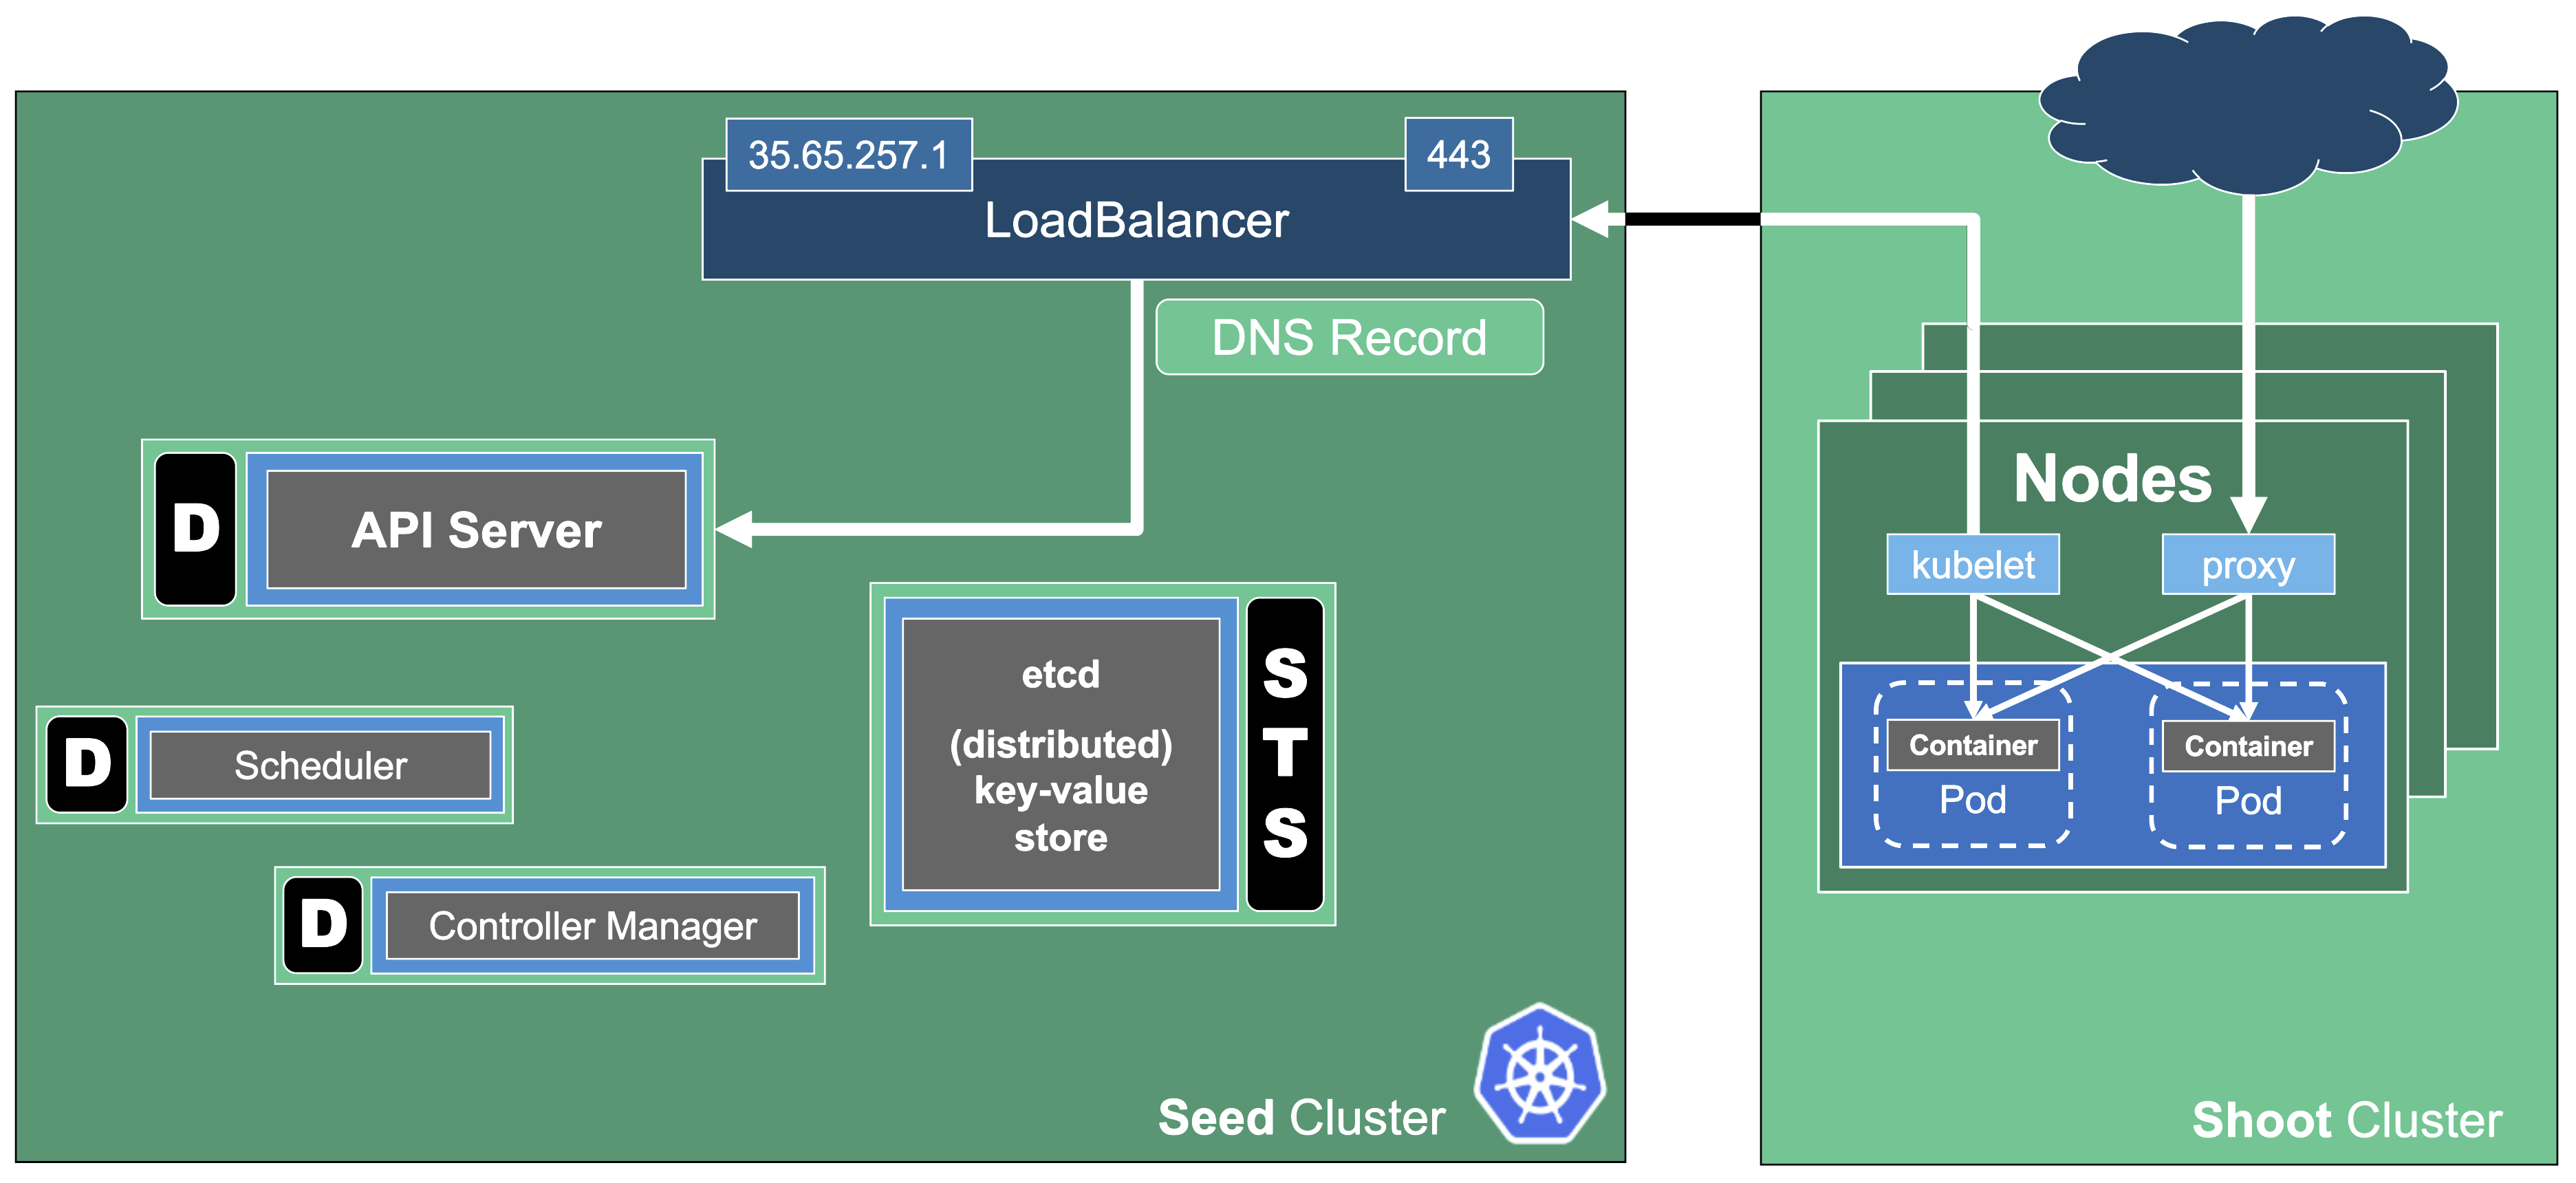 35.65.257.1
443
LoadBalancer
DNS Record
D
API Server
Nodes
kubelet
proxy
etcd
(distributed)
key-value
store
S
T
S
D
Scheduler
Container
Pod
Container
Pod
D
Controller Manager
Seed Cluster
Shoot Cluster